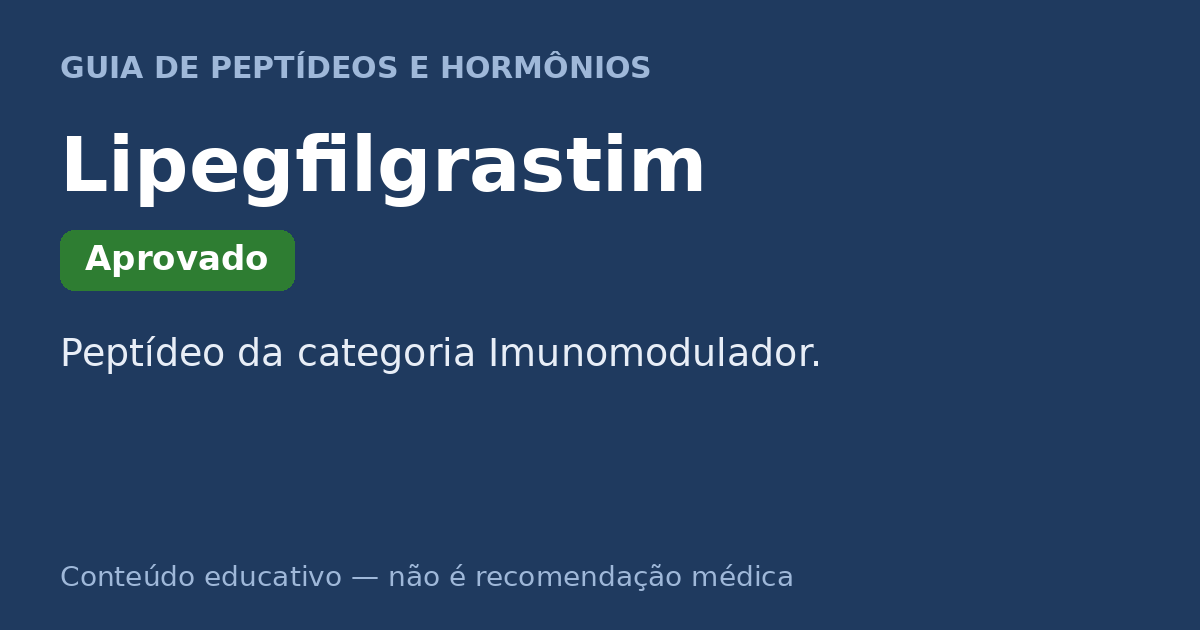 GUIA DE PEPTÍDEOS E HORMÔNIOS
Lipegfilgrastim
Aprovado
Peptídeo da categoria Imunomodulador.
Conteúdo educativo — não é recomendação médica